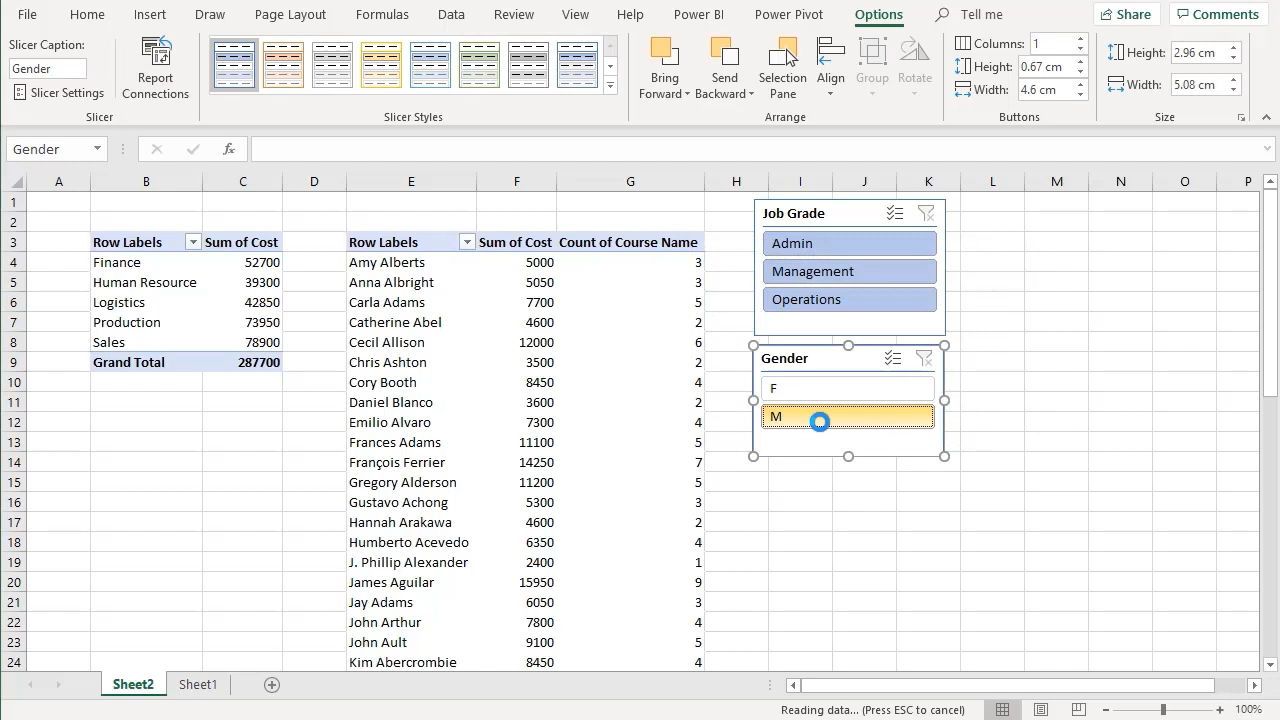 File Home Insert Draw Page Layout Formulas Data Review View Help Power BI Power Pivot Options Tell me Share Comments
Slicer Caption:
Gender
Slicer Settings
Report
Connections
Slicer
Slicer Styles
Bring
Forward
Send
Backward
Selection
Pane
Align
Group
Rotate
Arrange
Columns: 1
Height: 0.67 cm
Width: 4.6 cm
Buttons
Height: 2.96 cm
Width: 5.08 cm
Size
Gender fx
A B C D E F G H I J K L M N O P
1
2
3 Row Labels Sum of Cost Row Labels Sum of Cost Count of Course Name
4 Finance 52700 Amy Alberts 5000 3
5 Human Resource 39300 Anna Albright 5050 3
6 Logistics 42850 Carla Adams 7700 5
7 Production 73950 Catherine Abel 4600 2
8 Sales 78900 Cecil Allison 12000 6
9 Grand Total 287700 Chris Ashton 3500 2
10 Cory Booth 8450 4
11 Daniel Blanco 3600 2
12 Emilio Alvaro 7300 4
13 Frances Adams 11100 5
14 François Ferrier 14250 7
15 Gregory Alderson 11200 5
16 Gustavo Achong 5300 3
17 Hannah Arakawa 4600 2
18 Humberto Acevedo 6350 4
19 J. Phillip Alexander 2400 1
20 James Aguilar 15950 9
21 Jay Adams 6050 3
22 John Arthur 7800 4
23 John Ault 9100 5
24 Kim Abercrombie 8450 4
Job Grade
Admin
Management
Operations
Gender
F
M
Sheet2 Sheet1
Reading data... (Press ESC to cancel) 100%